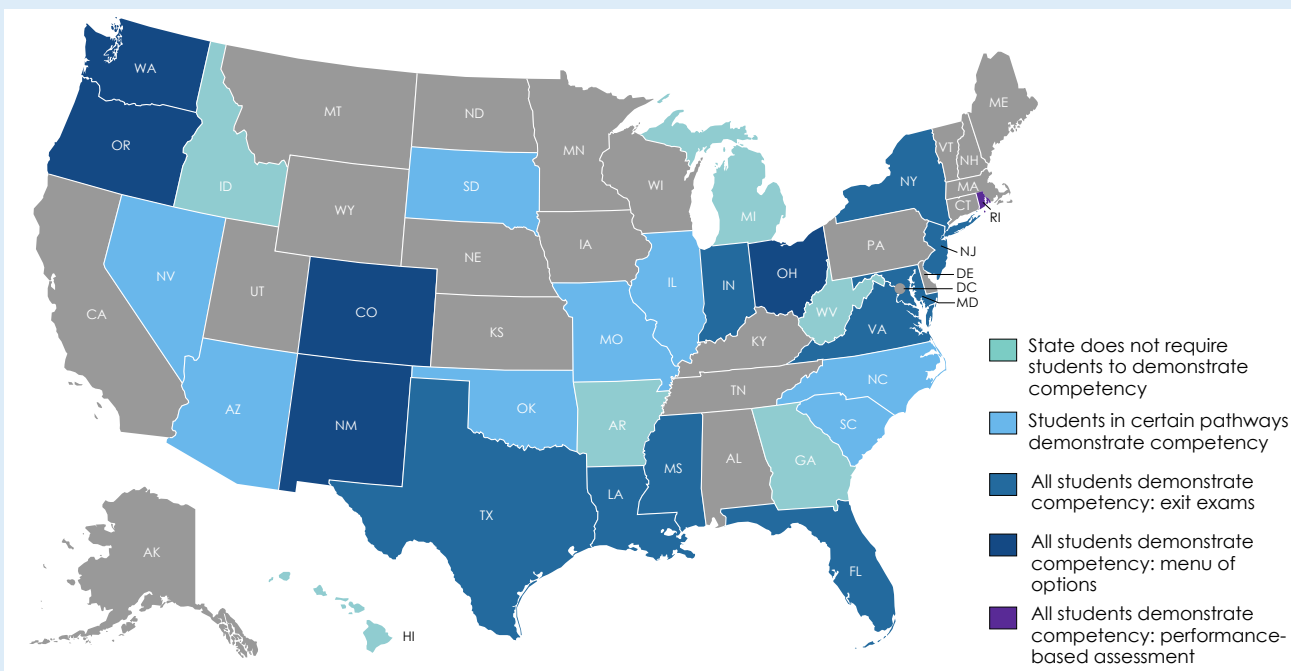 WA
MT
ND
MN
ME
OR
ID
SD
WI
VT
NH
NY
MA
CT
RI
WY
MI
IA
PA
NJ
NE
NV
UT
IL
IN
OH
DE
DC
MD
CA
CO
WV
VA
KS
MO
KY
NC
TN
AZ
NM
OK
AR
SC
MS
AL
GA
LA
TX
FL
AK
HI
State does not require
students to demonstrate
competency
Students in certain pathways
demonstrate competency
All students demonstrate
competency: exit exams
All students demonstrate
competency: menu of
options
All students demonstrate
competency: performance-
based assessment